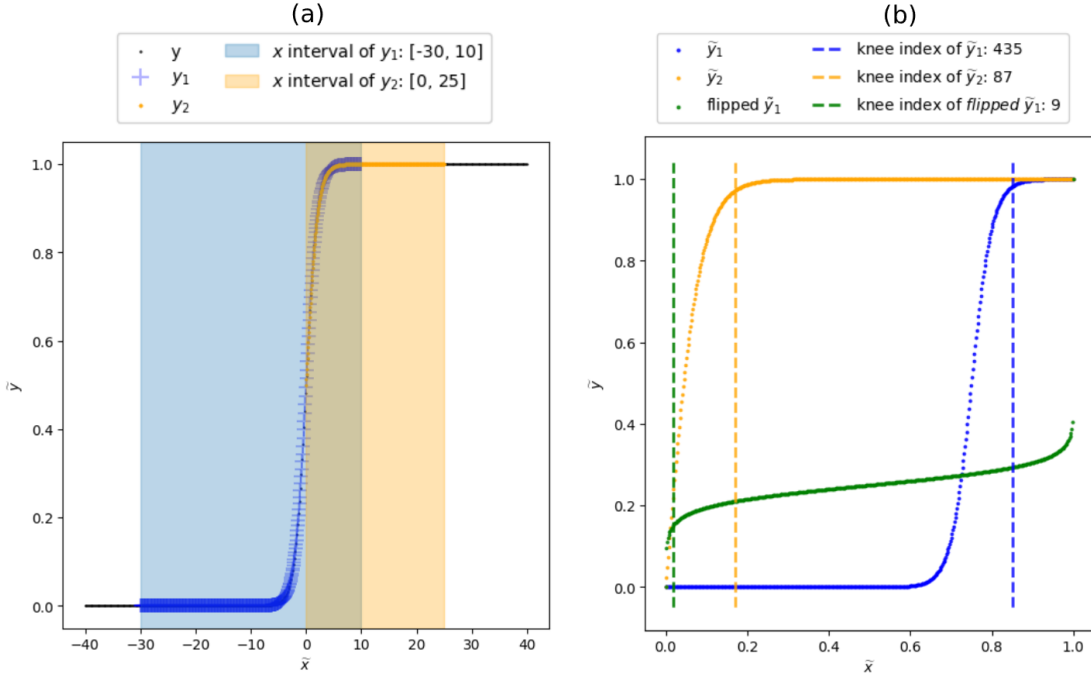 (a)
y
y₁
y₂
x interval of y₁: [-30, 10]
x interval of y₂: [0, 25]
1.0
0.8
0.6
0.4
0.2
0.0
ỹ
−40 −30 −20 −10 0 10 20 30 40
x̃
(b)
ỹ₁
ỹ₂
flipped ỹ₁
knee index of ỹ₁: 435
knee index of ỹ₂: 87
knee index of flipped ỹ₁: 9
1.0
0.8
0.6
0.4
0.2
0.0
ỹ
0.0 0.2 0.4 0.6 0.8 1.0
x̃